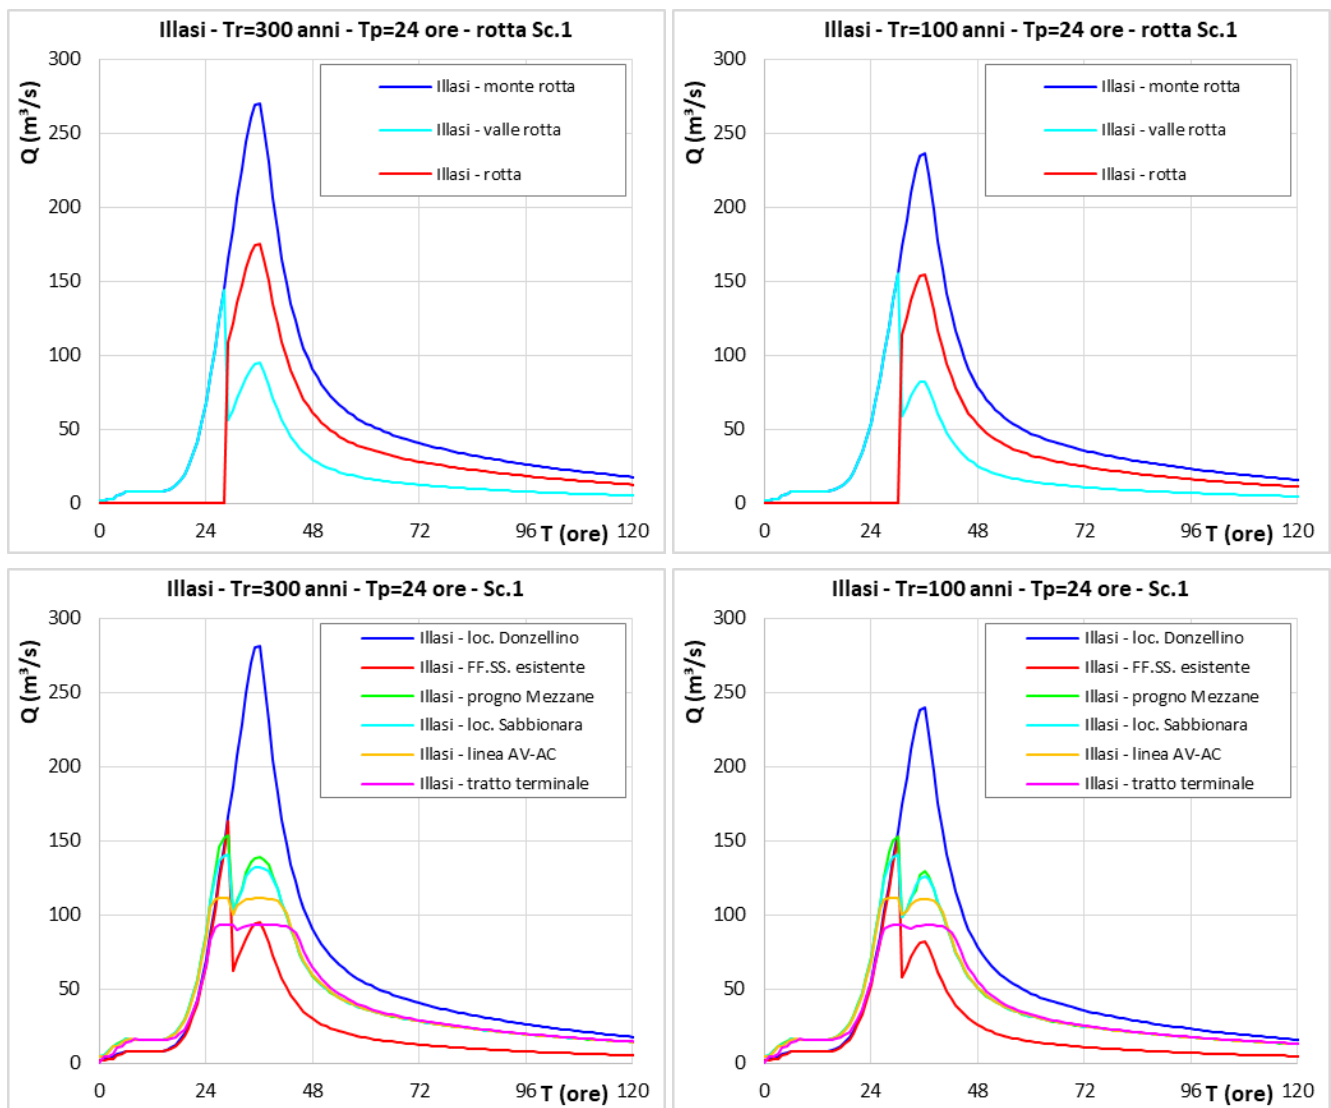 Illasi - Tr=300 anni - Tp=24 ore - rotta Sc.1
Q (m³/s)
300
250
200
150
100
50
0
Illasi - monte rotta
Illasi - valle rotta
Illasi - rotta
0 24 48 72 96 T (ore) 120
Illasi - Tr=100 anni - Tp=24 ore - rotta Sc.1
Q (m³/s)
300
250
200
150
100
50
0
Illasi - monte rotta
Illasi - valle rotta
Illasi - rotta
0 24 48 72 96 T (ore) 120
Illasi - Tr=300 anni - Tp=24 ore - Sc.1
Q (m³/s)
300
250
200
150
100
50
0
Illasi - loc. Donzellino
Illasi - FF.SS. esistente
Illasi - progno Mezzane
Illasi - loc. Sabbionara
Illasi - linea AV-AC
Illasi - tratto terminale
0 24 48 72 96 T (ore) 120
Illasi - Tr=100 anni - Tp=24 ore - Sc.1
Q (m³/s)
300
250
200
150
100
50
0
Illasi - loc. Donzellino
Illasi - FF.SS. esistente
Illasi - progno Mezzane
Illasi - loc. Sabbionara
Illasi - linea AV-AC
Illasi - tratto terminale
0 24 48 72 96 T (ore) 120